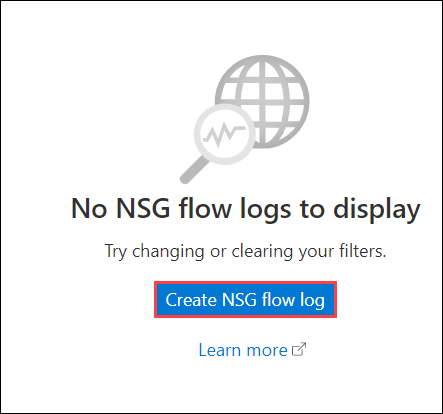 No NSG flow logs to display
Try changing or clearing your filters.
Create NSG flow log
Learn more